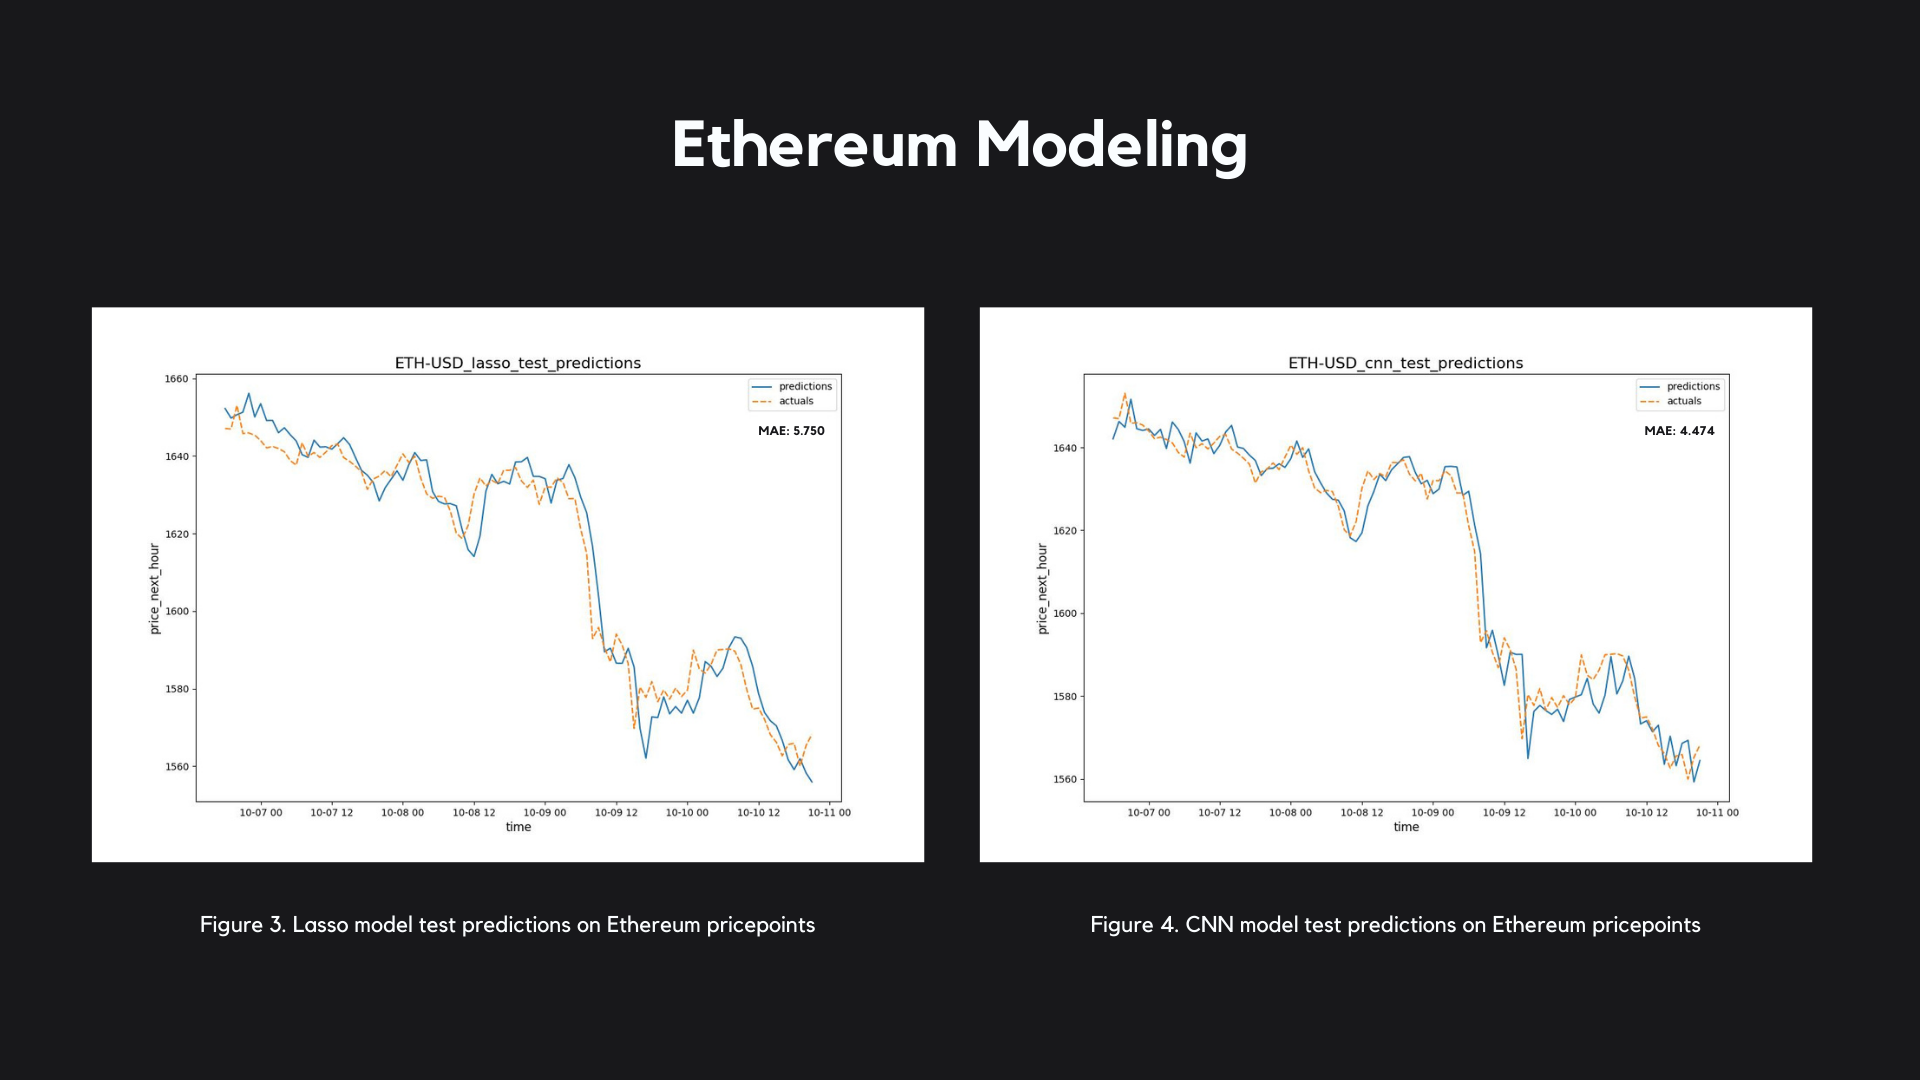 Ethereum Modeling
ETH-USD_lasso_test_predictions
predictions
actuals
MAE: 5.750
price_next_hour
1660
1640
1620
1600
1580
1560
10-07 00
10-07 12
10-08 00
10-08 12
10-09 00
10-09 12
10-10 00
10-10 12
10-11 00
time
Figure 3. Lasso model test predictions on Ethereum pricepoints
ETH-USD_cnn_test_predictions
predictions
actuals
MAE: 4.474
price_next_hour
1640
1620
1600
1580
1560
10-07 00
10-07 12
10-08 00
10-08 12
10-09 00
10-09 12
10-10 00
10-10 12
10-11 00
time
Figure 4. CNN model test predictions on Ethereum pricepoints